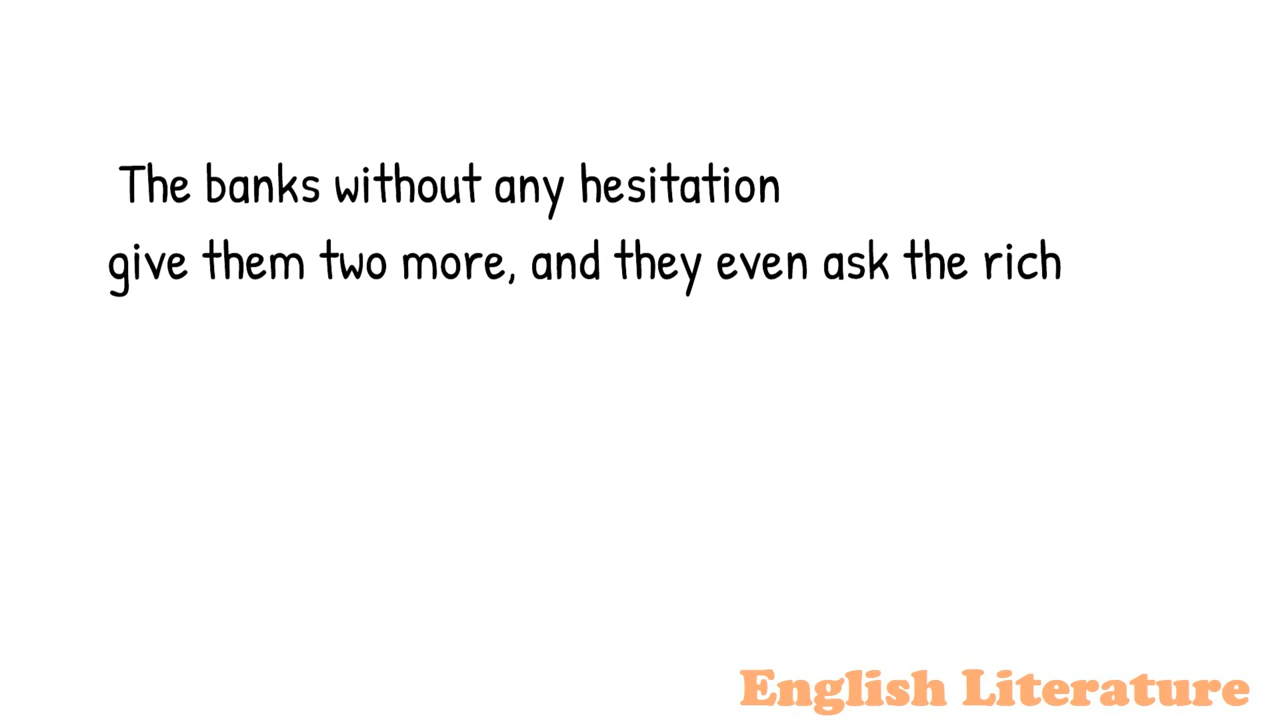 The banks without any hesitation
give them two more, and they even ask the rich
English Literature